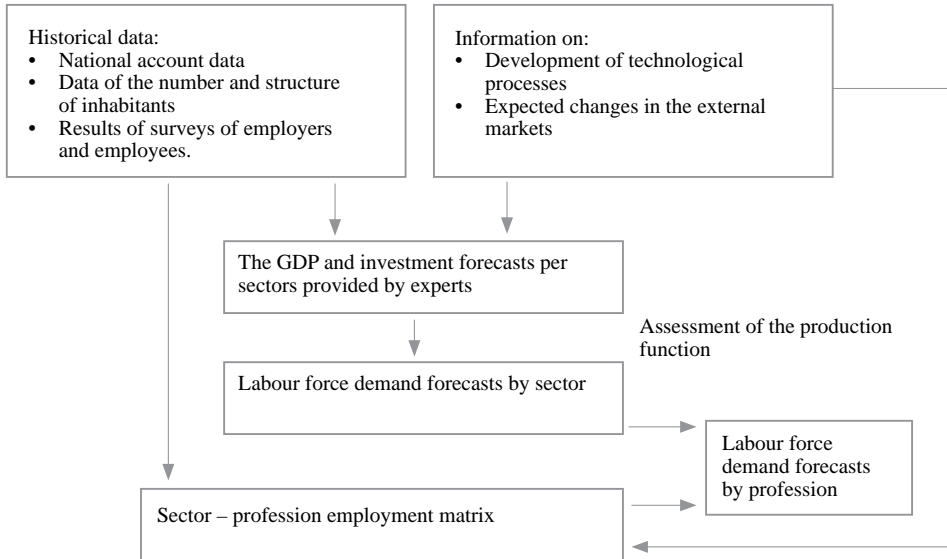 Historical data:
• National account data
• Data of the number and structure
of inhabitants
• Results of surveys of employers
and employees.
Information on:
• Development of technological
processes
• Expected changes in the external
markets
The GDP and investment forecasts per
sectors provided by experts
Assessment of the production
function
Labour force demand forecasts by sector
Labour force
demand forecasts
by profession
Sector – profession employment matrix